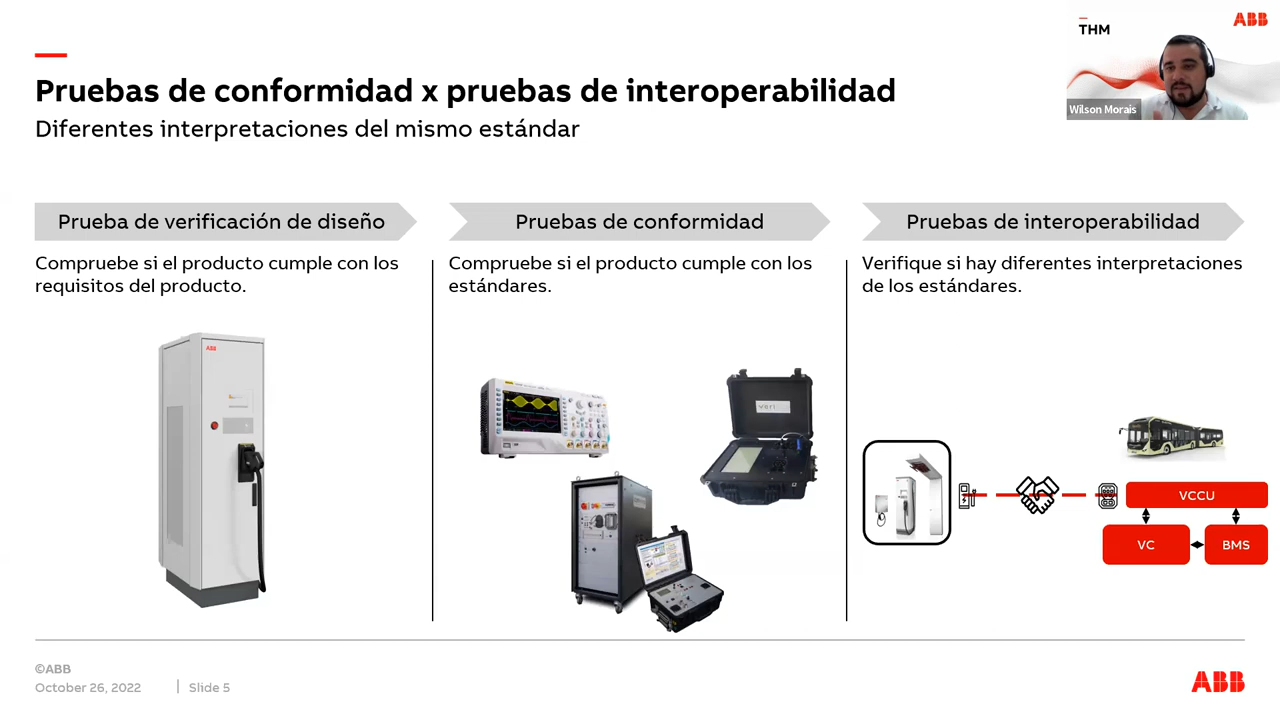 ABB
THM
Wilson Morais
Pruebas de conformidad x pruebas de interoperabilidad
Diferentes interpretaciones del mismo estándar
Prueba de verificación de diseño
Compruebe si el producto cumple con los
requisitos del producto.
ABB
Pruebas de conformidad
Compruebe si el producto cumple con los
estándares.
veri
Pruebas de interoperabilidad
Verifique si hay diferentes interpretaciones
de los estándares.
VCCU
VC
BMS
©ABB
October 26, 2022
Slide 5
ABB